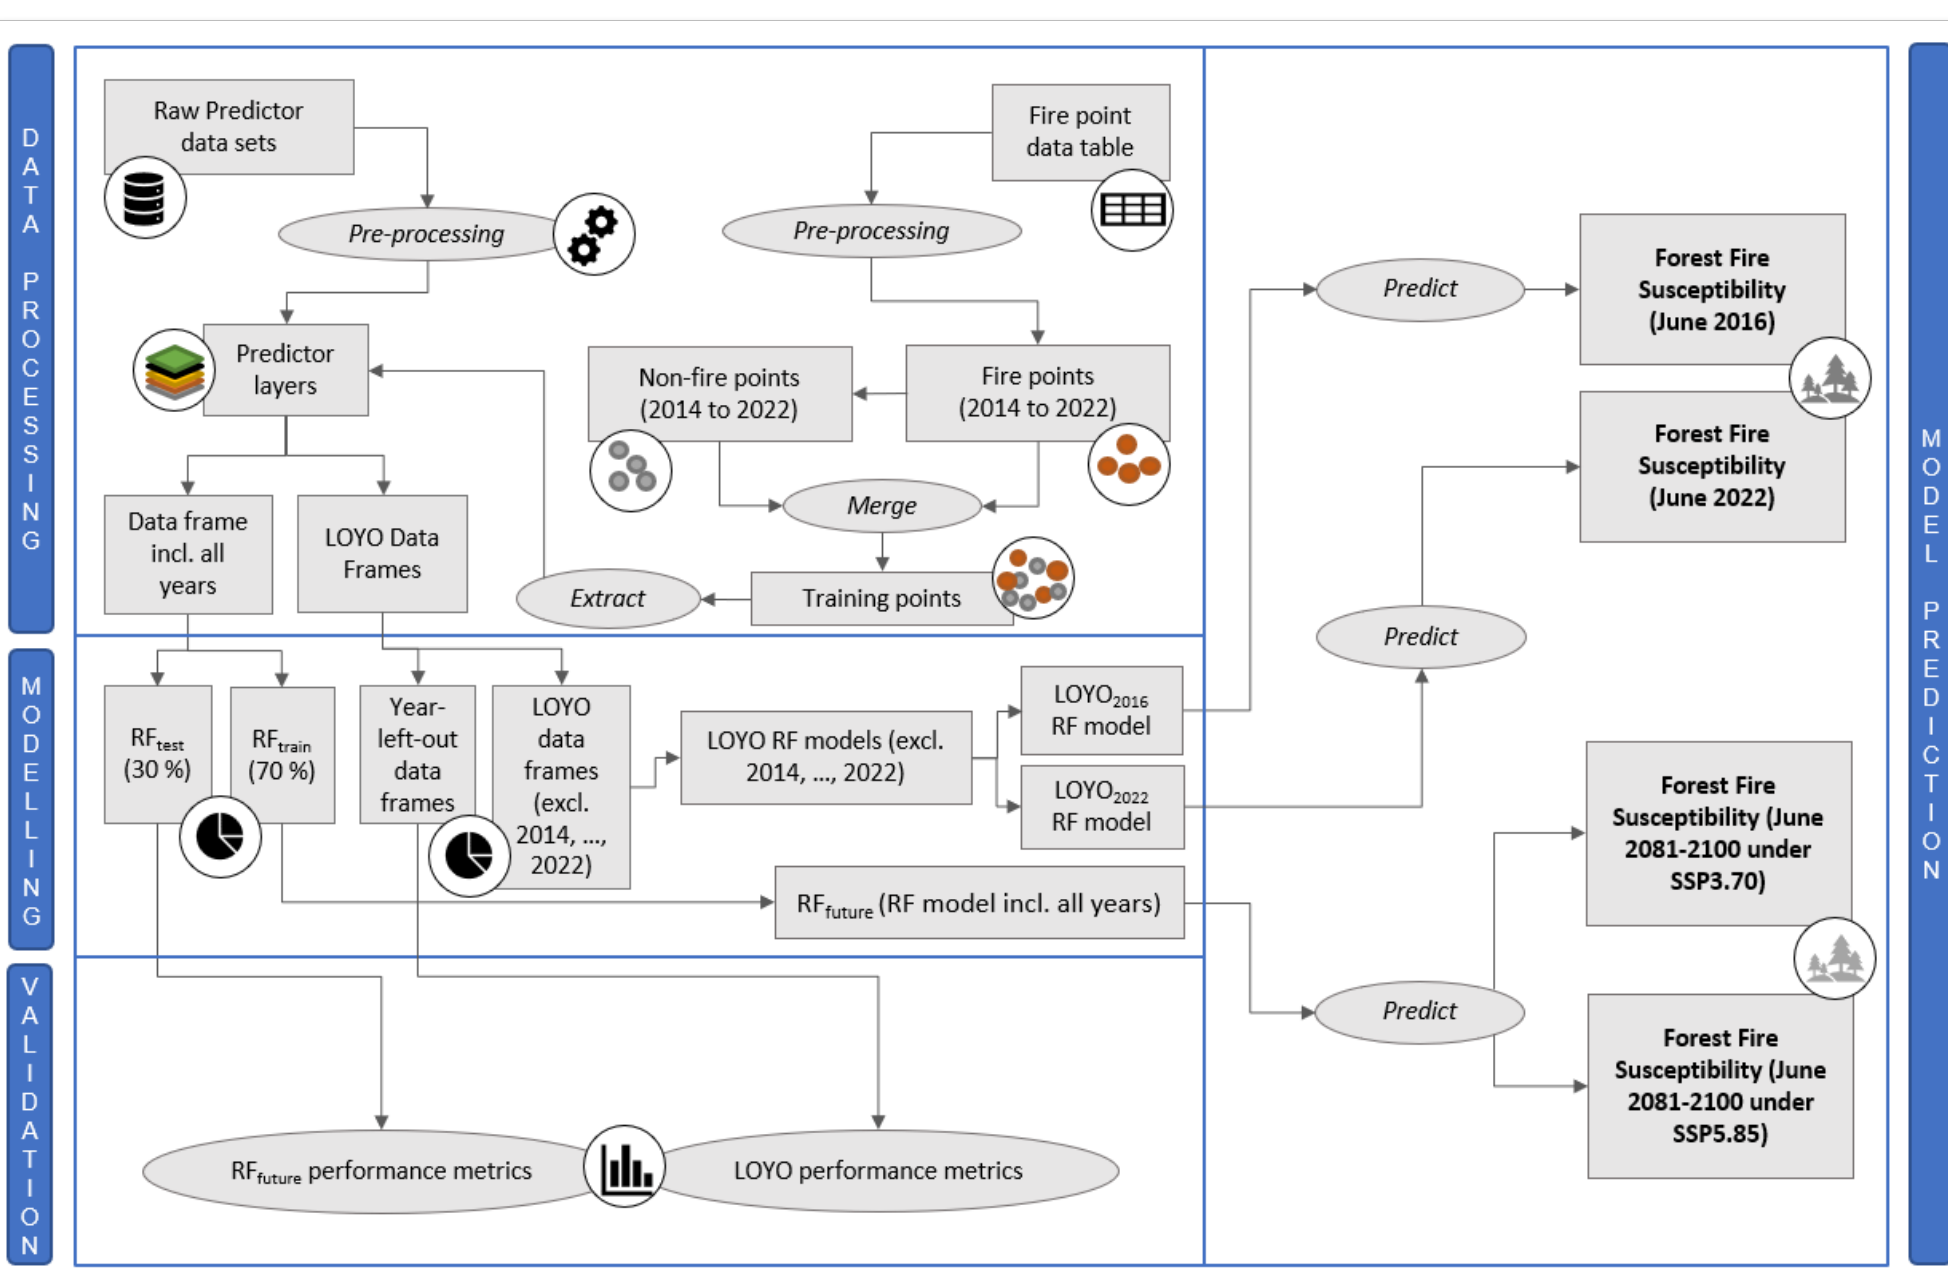 DATA PROCESSING
Raw Predictor
data sets
Fire point
data table
Pre-processing
Pre-processing
Predictor
layers
Non-fire points
(2014 to 2022)
Fire points
(2014 to 2022)
Merge
Data frame
incl. all
years
LOYO Data
Frames
Extract
Training points
MODELLING
RFtest
(30 %)
RFtrain
(70 %)
Year-
left-out
data
frames
LOYO
data
frames
(excl.
2014, ...,
2022)
LOYO RF models (excl.
2014, ..., 2022)
LOYO2016
RF model
LOYO2022
RF model
RFfuture (RF model incl. all years)
VALIDATION
RFfuture performance metrics
LOYO performance metrics
MODEL PREDICTION
Predict
Forest Fire
Susceptibility
(June 2016)
Forest Fire
Susceptibility
(June 2022)
Predict
Forest Fire
Susceptibility (June
2081-2100 under
SSP3.70)
Predict
Forest Fire
Susceptibility (June
2081-2100 under
SSP5.85)